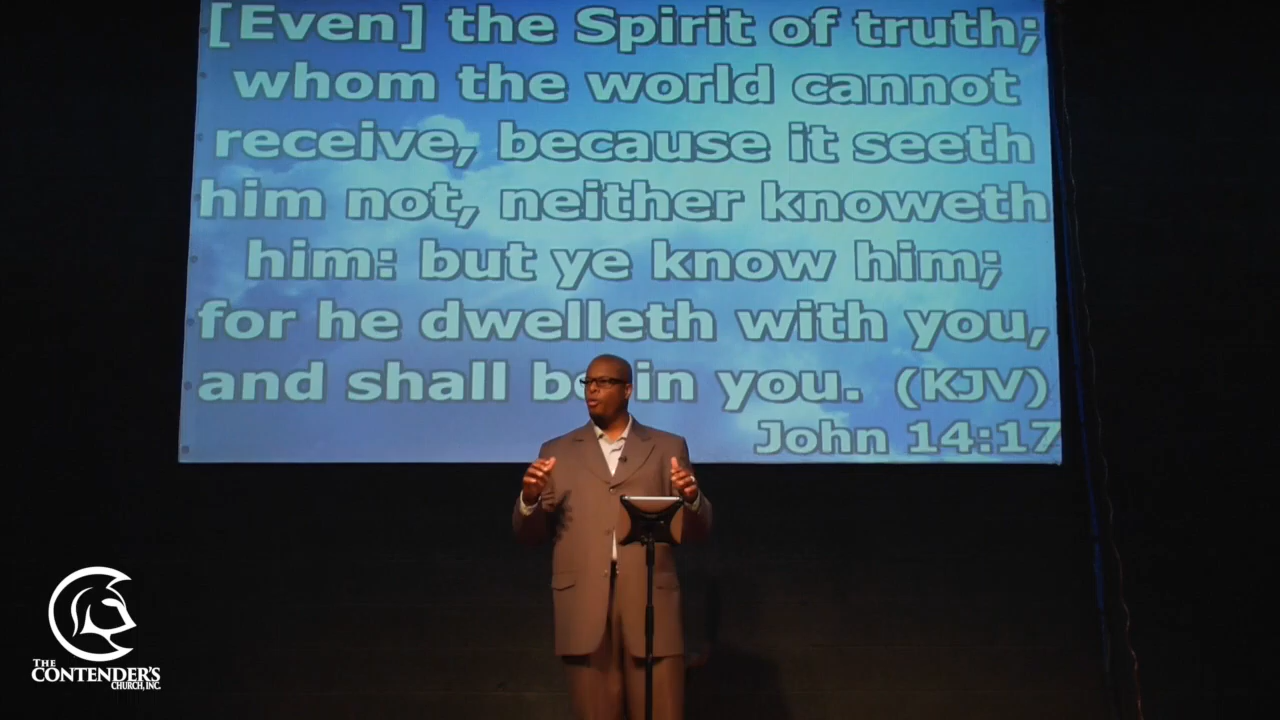 [Even] the Spirit of truth;
whom the world cannot
receive, because it seeth
him not, neither knoweth
him: but ye know him;
for he dwelleth with you,
and shall be in you. (KJV)
John 14:17
THE
CONTENDER'S
CHURCH, INC.